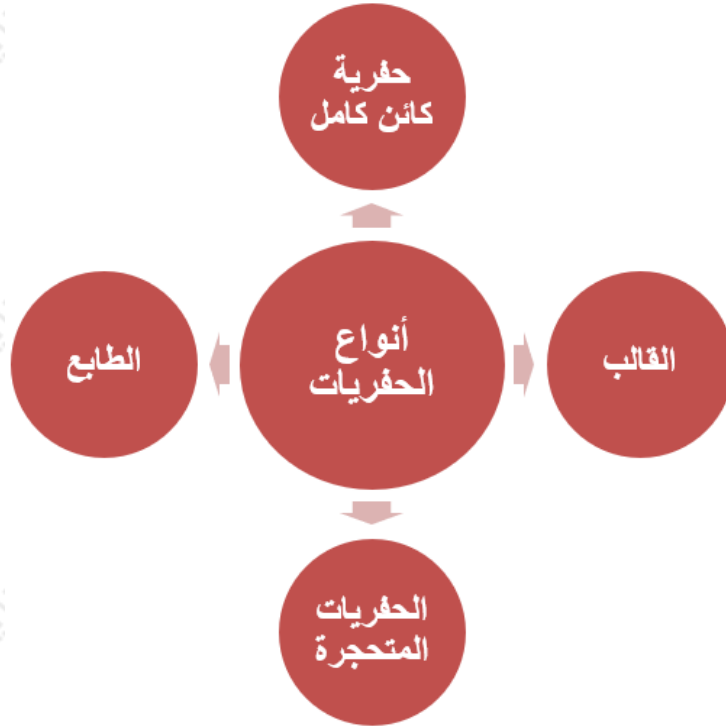 حفرية
كائن كامل
أنواع
الحفريات
القالب
الطابع
الحفريات
المتحجرة